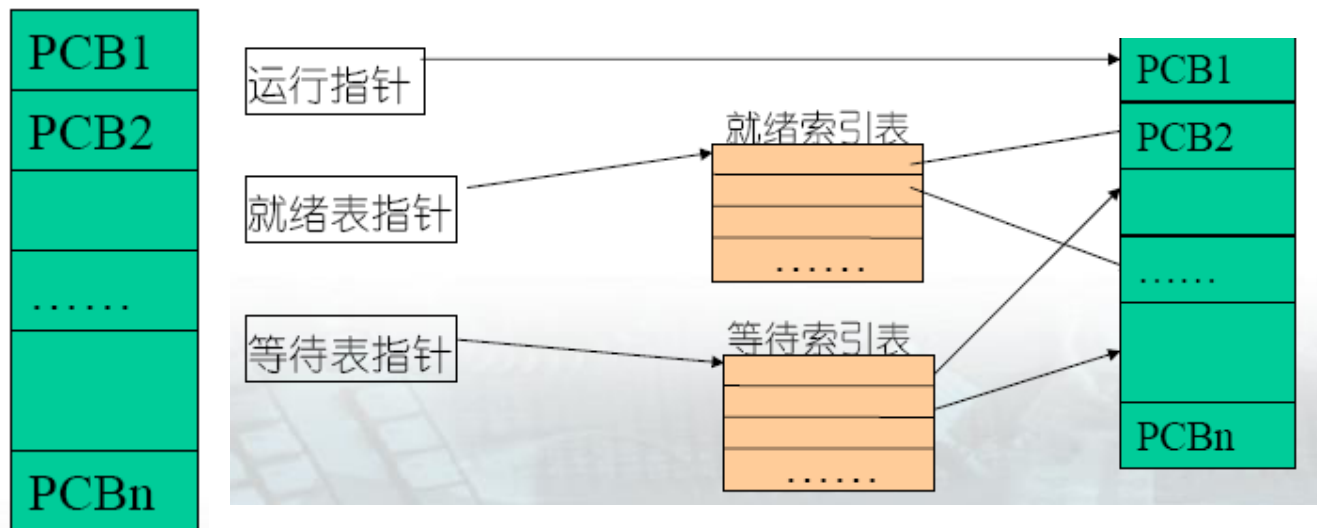 PCB1
PCB2
......
PCBn
运行指针
就绪表指针
等待表指针
就绪索引表
......
等待索引表
......
PCB1
PCB2
......
PCBn